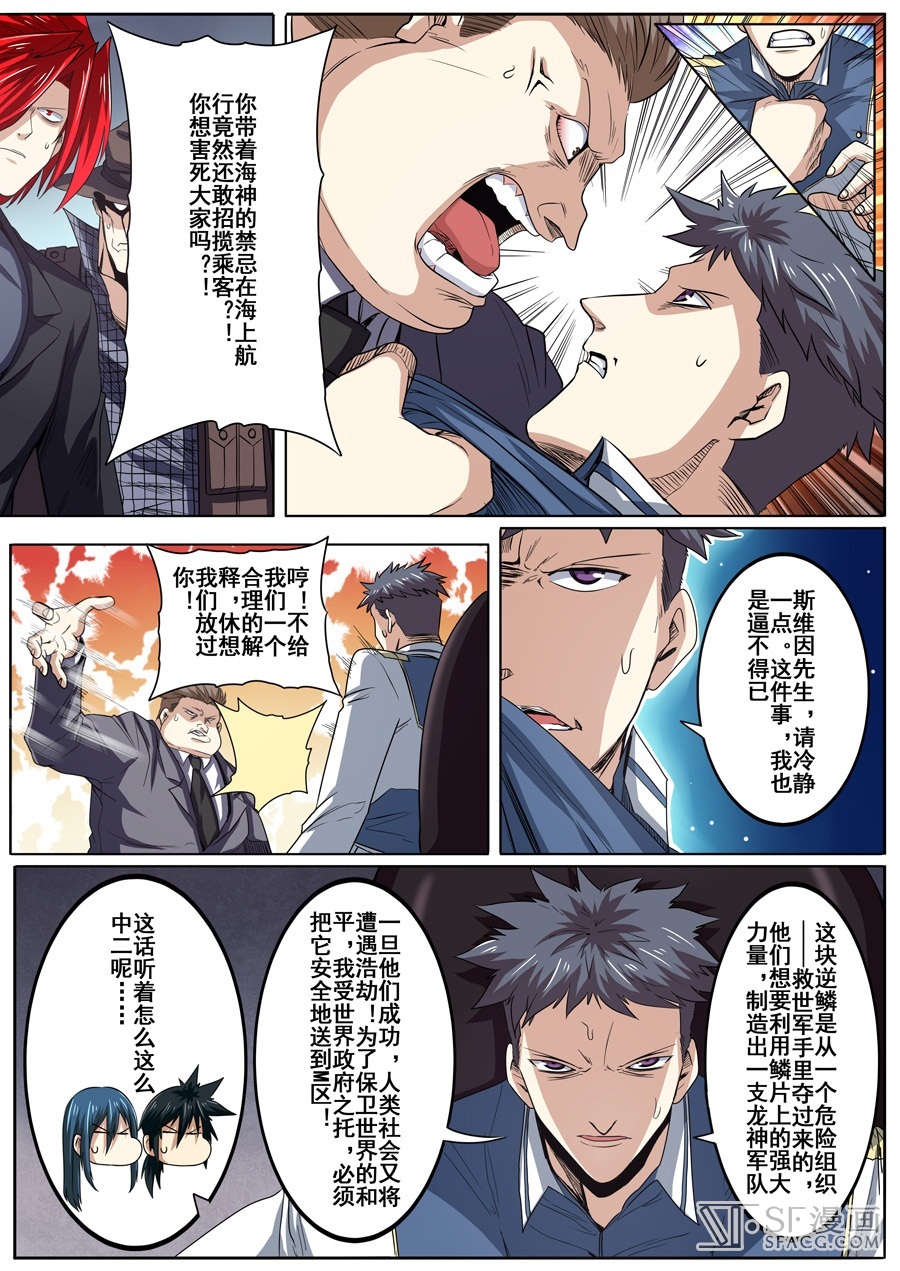 你带着海神的禁忌在海上航
行竟然还敢招揽乘客？！
你想害死大家吗？！
斯维因先生，请冷静
一点。这件事，我也
是逼不得已
哼！不给
我们一个
合理的解
释，休想
我们放过
你！
这块逆鳞是从一个危险组织
——救世军手里夺过来的，
他们想要利用鳞片上的强大
力量，制造出一支龙神军队
一旦他们成功，人类社会又将
遭遇浩劫！为了保卫世界的和
平，我受世界政府之托，必须
把它安全地送到M区！
这话听着怎么这么
中二呢……
SF漫画
SFACG.COM